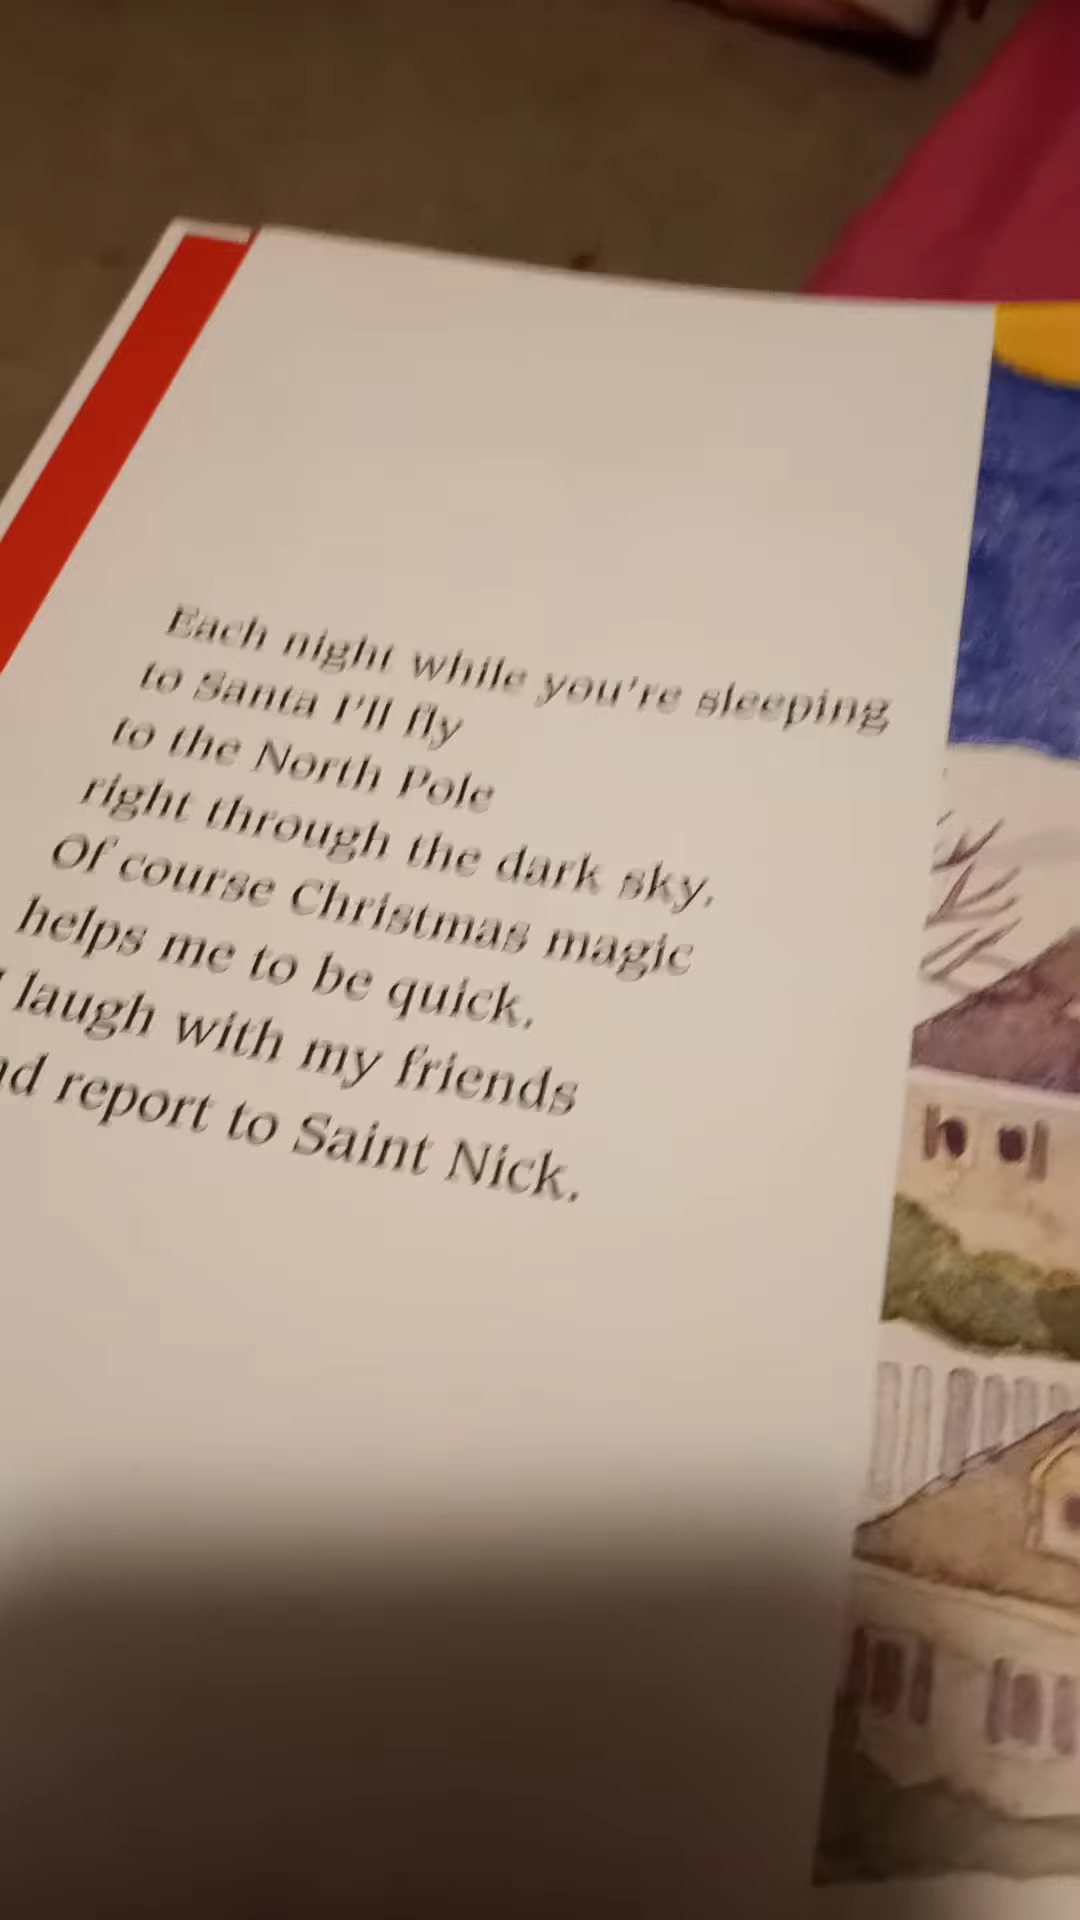 Each night while you're sleeping
to Santa I'll fly
to the North Pole
right through the dark sky.
Of course Christmas magic
helps me to be quick.
laugh with my friends
nd report to Saint Nick.